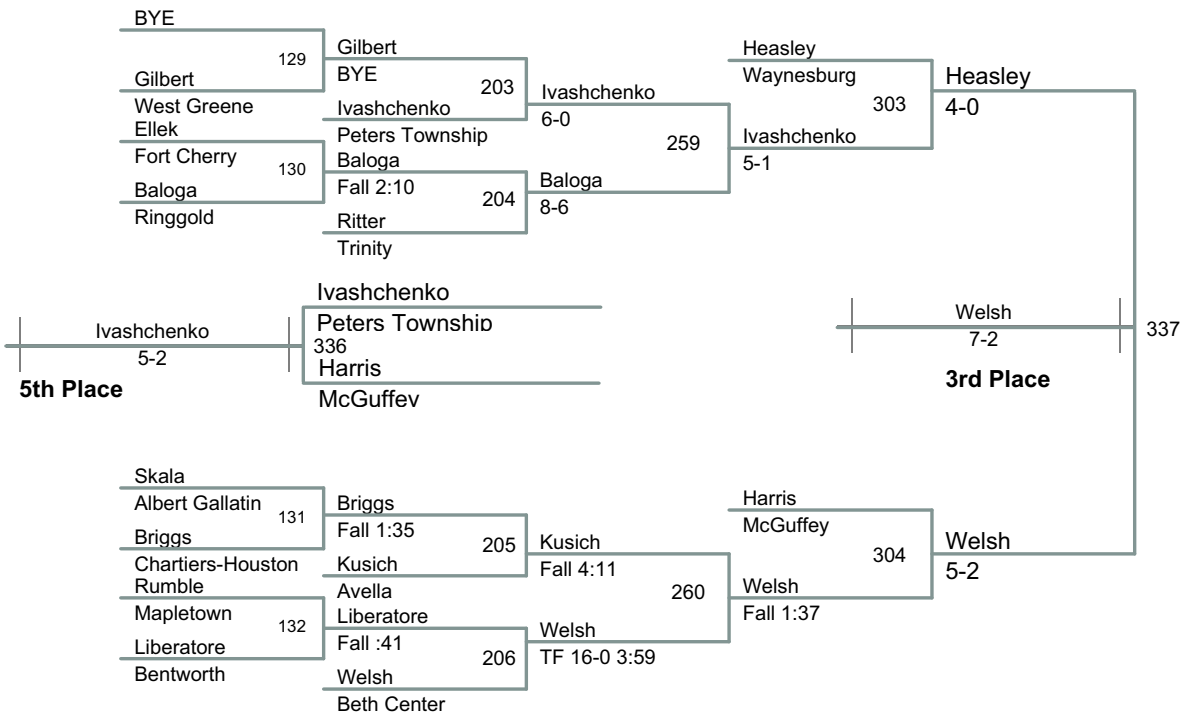 BYE
129
Gilbert
West Greene
Ellek
Fort Cherry
130
Baloga
Ringgold
Gilbert
BYE
203
Ivashchenko
Peters Township
Baloga
Fall 2:10
204
Ritter
Trinity
Ivashchenko
6-0
259
Baloga
8-6
Heasley
Waynesburg
303
Ivashchenko
5-1
Heasley
4-0
Ivashchenko
5-2
5th Place
Ivashchenko
Peters Township
336
Harris
McGuffey
Welsh
7-2
3rd Place
337
Skala
Albert Gallatin
131
Briggs
Chartiers-Houston
Rumble
Mapletown
132
Liberatore
Bentworth
Briggs
Fall 1:35
205
Kusich
Avella
Liberatore
Fall :41
206
Welsh
Beth Center
Kusich
Fall 4:11
260
Welsh
TF 16-0 3:59
Harris
McGuffey
304
Welsh
Fall 1:37
Welsh
5-2